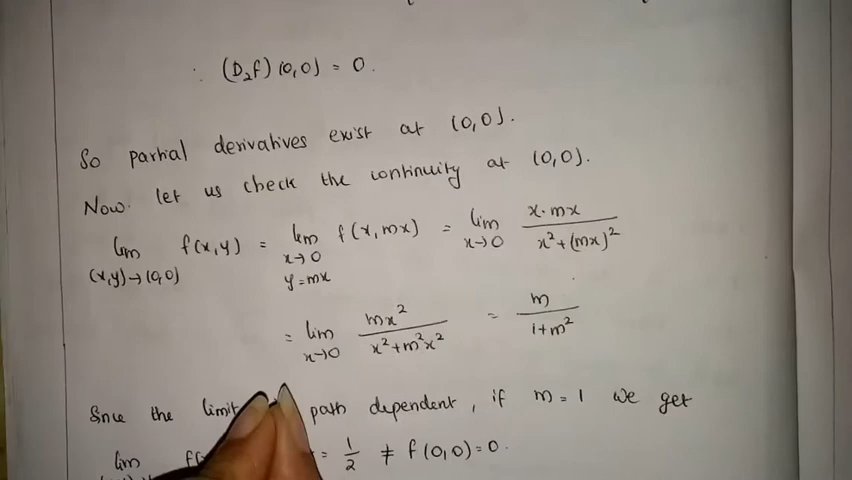 ∴ (D₂f)(0,0) = 0.
So partial derivatives exist at (0,0).
Now let us check the continuity at (0,0).
lim (x,y)→(0,0) f(x,y) = lim x→0 y=mx f(x,mx) = lim x→0 x·mx / x²+(mx)²
= lim x→0 mx² / x²+m²x² = m / 1+m²
Since the limit path dependent, if m = 1 we get
lim = 1/2 ≠ f(0,0) = 0.